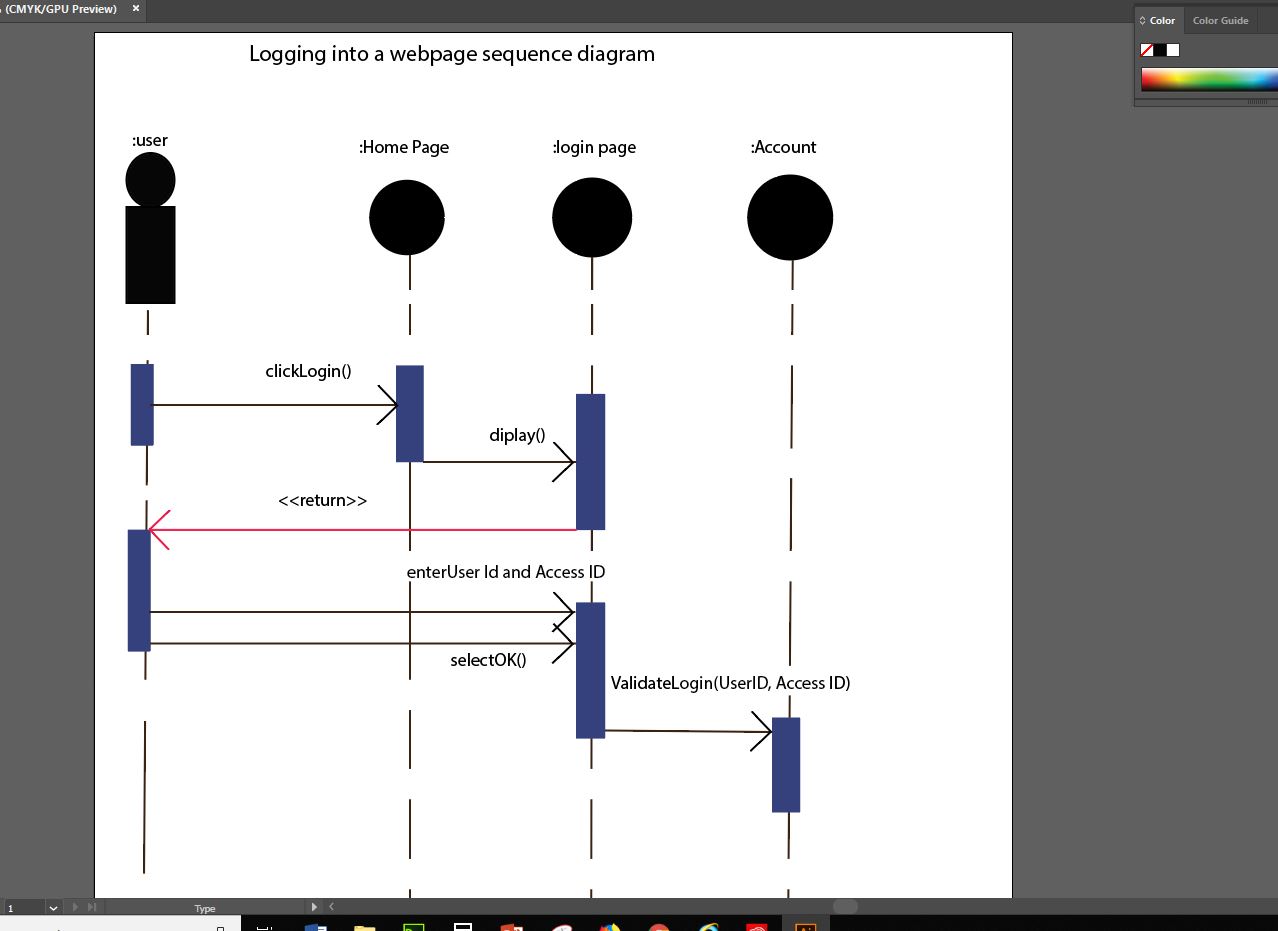 (CMYK/GPU Preview) ×
Color Color Guide
Logging into a webpage sequence diagram
:user
:Home Page
:login page
:Account
clickLogin()
diplay()
<<return>>
enterUser Id and Access ID
selectOK()
ValidateLogin(UserID, Access ID)
1
Type
Ai